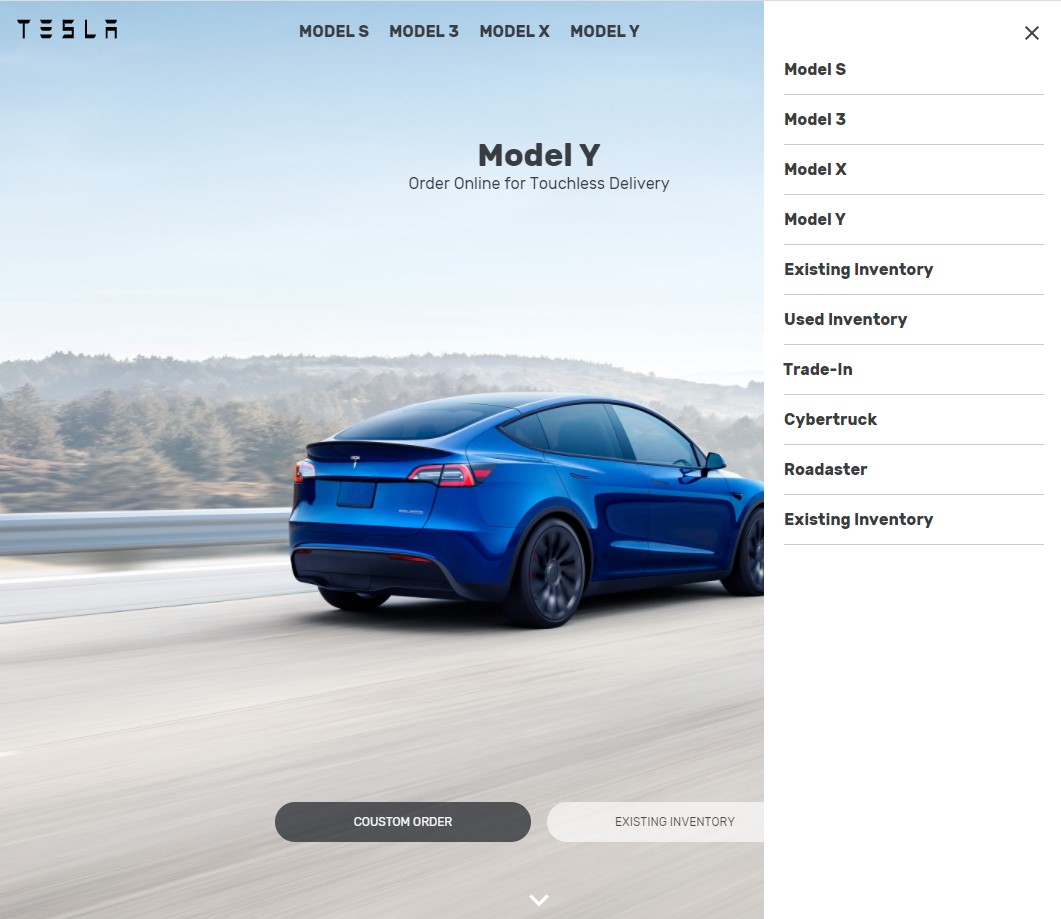 TESLA
MODEL S MODEL 3 MODEL X MODEL Y
Model Y
Order Online for Touchless Delivery
COUSTOM ORDER
EXISTING INVENTORY
Model S
Model 3
Model X
Model Y
Existing Inventory
Used Inventory
Trade-In
Cybertruck
Roadaster
Existing Inventory